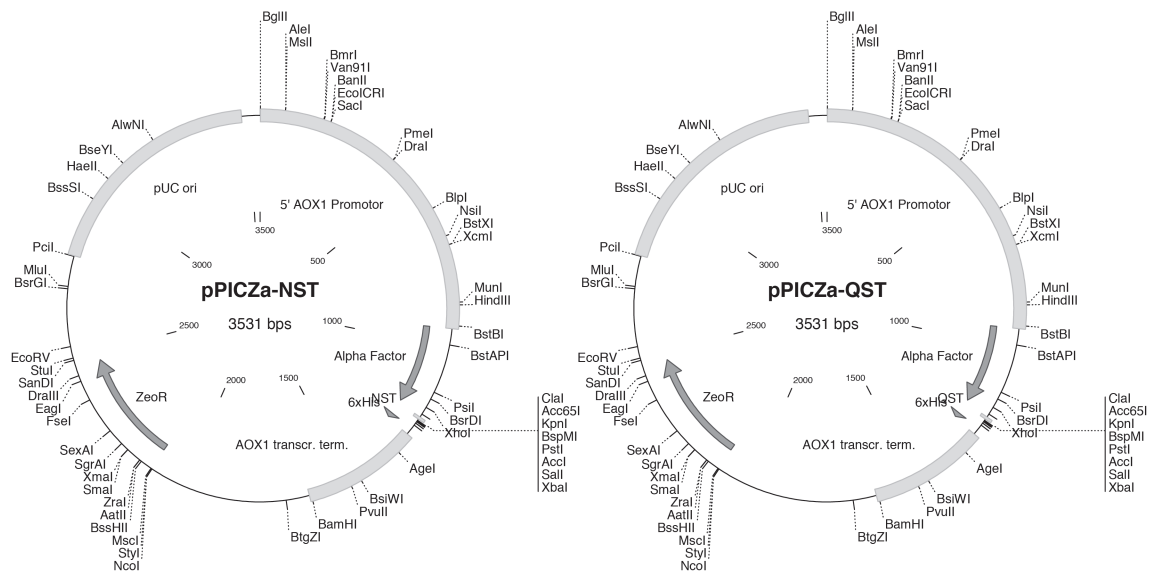 BglII
AleI
MslI
BmrI
Van91I
BanII
EcoICRI
SacI
PmeI
DraI
BlpI
NsiI
BstXI
XcmI
MunI
HindIII
BstBI
BstAPI
PsiI
BsrDI
XhoI
ClaI
Acc65I
KpnI
BspMI
PstI
AccI
SalI
XbaI
AgeI
BsiWI
PvuII
BamHI
BtgZI
AlwNI
BseYI
HaeII
BssSI
PciI
MluI
BsrGI
EcoRV
StuI
SanDI
DraIII
EagI
FseI
SexAI
SgrAI
XmaI
SmaI
ZraI
AatII
BssHII
MscI
StyI
NcoI
pUC ori
5' AOX1 Promotor
3500
500
3000
pPICZa-NST
3531 bps
1000
2500
Alpha Factor
2000
1500
NST
6xHis
ZeoR
AOX1 transcr. term.
BglII
AleI
MslI
BmrI
Van91I
BanII
EcoICRI
SacI
PmeI
DraI
BlpI
NsiI
BstXI
XcmI
MunI
HindIII
BstBI
BstAPI
PsiI
BsrDI
XhoI
ClaI
Acc65I
KpnI
BspMI
PstI
AccI
SalI
XbaI
AgeI
BsiWI
PvuII
BamHI
BtgZI
AlwNI
BseYI
HaeII
BssSI
PciI
MluI
BsrGI
EcoRV
StuI
SanDI
DraIII
EagI
FseI
SexAI
SgrAI
XmaI
SmaI
ZraI
AatII
BssHII
MscI
StyI
NcoI
pUC ori
5' AOX1 Promotor
3500
500
3000
pPICZa-QST
3531 bps
1000
2500
Alpha Factor
2000
1500
QST
6xHis
ZeoR
AOX1 transcr. term.